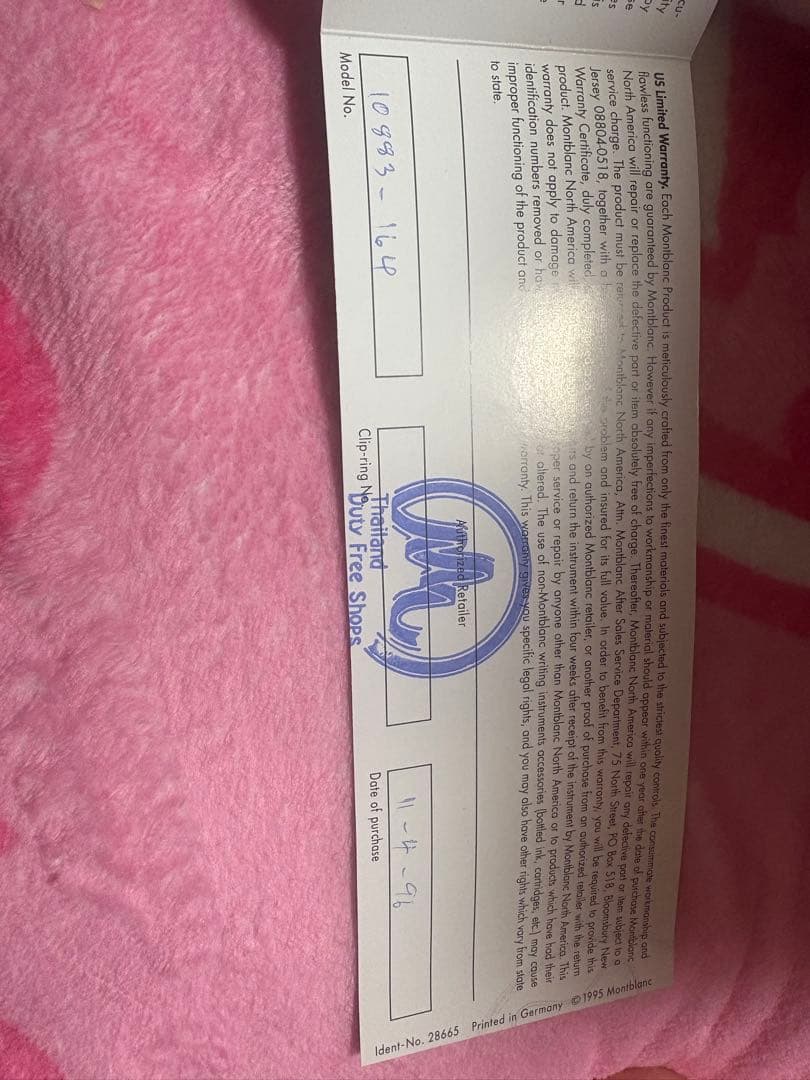 cu-
ity
by
se
es
is
d
r
US Limited Warranty. Each Montblanc Product is meticulously crafted from only the finest materials and subjected to the strictest quality controls. The consummate workmanship and
flawless functioning are guaranteed by Montblanc. However if any imperfections to workmanship or material should appear within one year after the date of purchase Montblanc
North America will repair or replace the defective part or item absolutely free of charge. Thereafter, Montblanc North America will repair any defective part or item subject to a
service charge. The product must be returned to Montblanc North America, Attn. Montblanc After Sales Service Department, 75 North Street, PO Box 518, Bloomsbury New
Jersey 08804-0518, together with a problem and insured for its full value. In order to benefit from this warranty, you will be required to provide this
Warranty Certificate, duly completed by an authorized Montblanc retailer, or another proof of purchase from an authorized retailer with the return
product. Montblanc North America and return the instrument within four weeks after receipt of the instrument by Montblanc North America. This
warranty does not apply to damage service or repair by anyone other than Montblanc North America or to products which have had their
identification numbers removed or altered. The use of non-Montblanc writing instruments accessories (bottled ink, cartridges, etc.) may cause
improper functioning of the product and warranty. This warranty gives you specific legal rights, and you may also have other rights which vary from state
to state.
Authorized Retailer
Thailand
Duty Free Shops
10883-164
Model No.
Clip-ring No.
11-4-96
Date of purchase
Ident-No. 28665 Printed in Germany ©1995 Montblanc